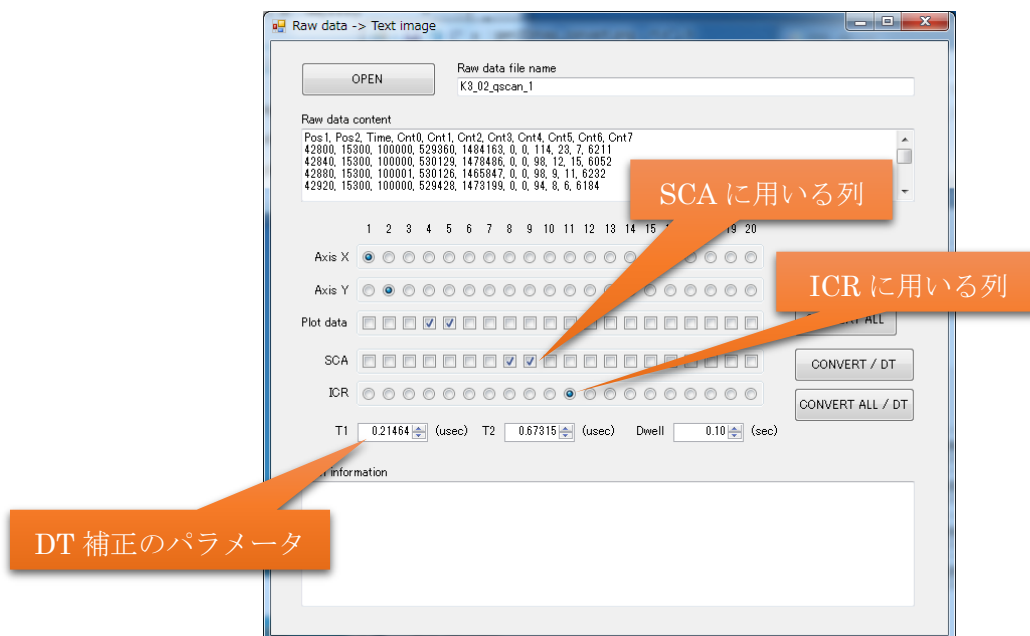 Raw data -> Text image
OPEN
Raw data file name
K3_02_qscan_1
Raw data content
Pos1, Pos2, Time, Cnt0, Cnt1, Cnt2, Cnt3, Cnt4, Cnt5, Cnt6, Cnt7
42800, 15300, 100000, 529360, 1484163, 0, 0, 114, 23, 7, 6211
42840, 15300, 100000, 530129, 1478486, 0, 0, 98, 12, 15, 6052
42880, 15300, 100001, 530126, 1465847, 0, 0, 98, 9, 11, 6232
42920, 15300, 100000, 529428, 1473199, 0, 0, 94, 8, 6, 6184
SCA に用いる列
1 2 3 4 5 6 7 8 9 10 11 12 13 14 15 19 20
Axis X
Axis Y
ICR に用いる列
Plot data
ALL
SCA
CONVERT / DT
ICR
CONVERT ALL / DT
T1 0.21464 (usec) T2 0.67315 (usec) Dwell 0.10 (sec)
information
DT 補正のパラメータ